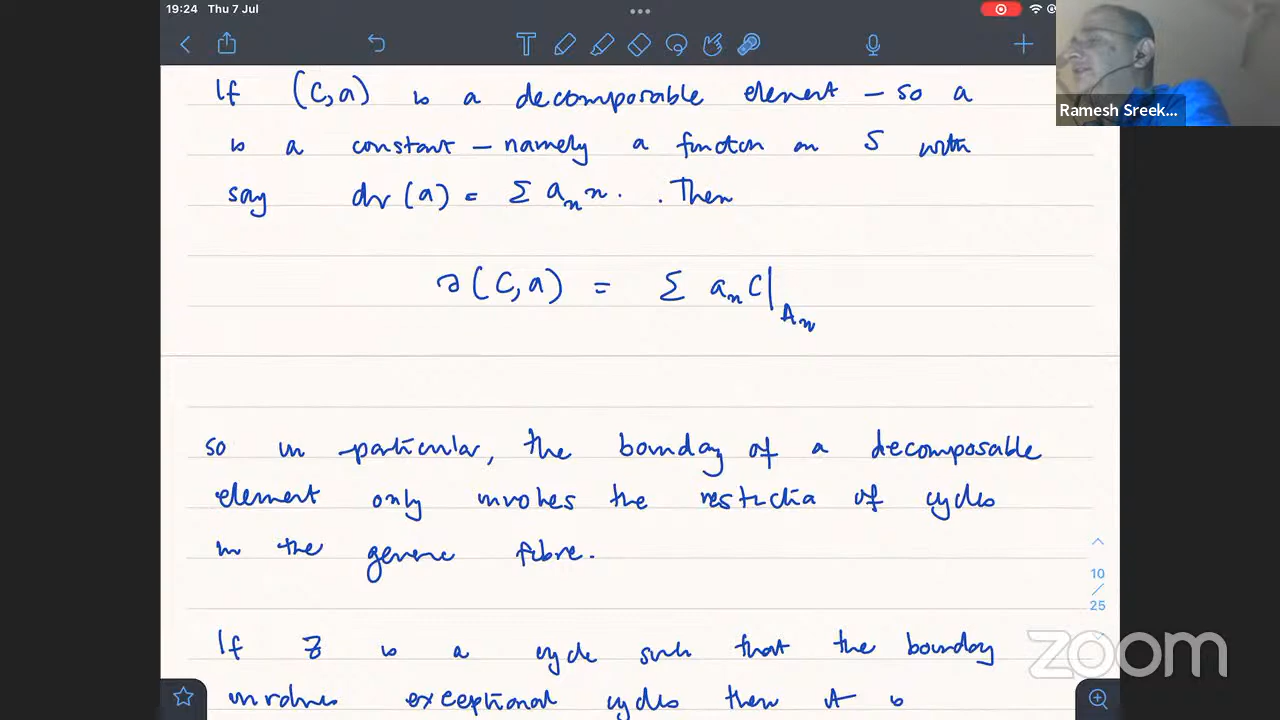 19:24 Thu 7 Jul
If (C,a) is a decomposable element – so a
is a constant – namely a function on S with
say div(a) = Σ aₙ n. . Then
∂(C,a) = Σ aₙ C|_Aₙ
so in particular, the boundary of a decomposable
element only involves the restriction of cycles
in the generic fibre.
If Z is a cycle such that the boundary
involves exceptional cycles then it is
Ramesh Sreek...
10
/
25
zoom